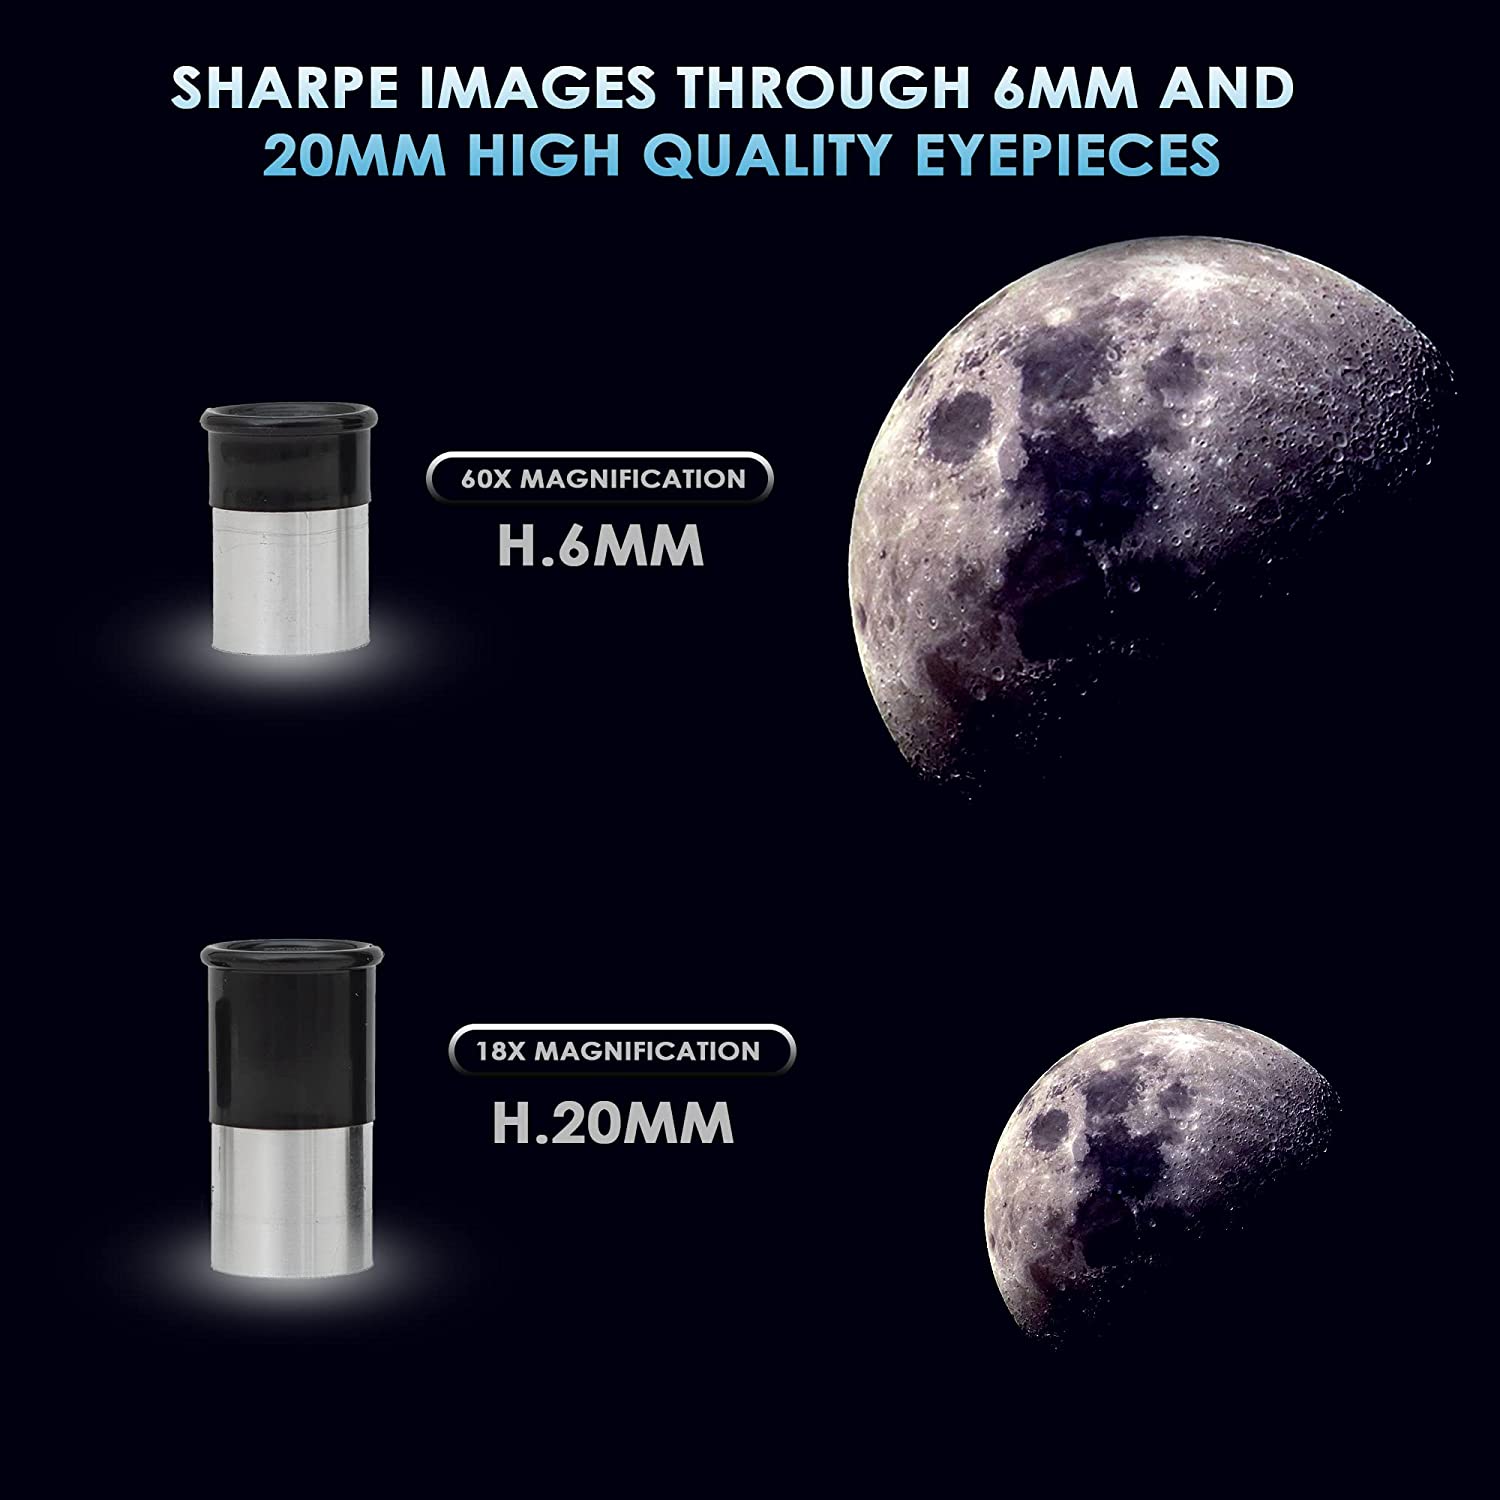 SHARPE IMAGES THROUGH 6MM AND
20MM HIGH QUALITY EYEPIECES
60X MAGNIFICATION
H.6MM
18X MAGNIFICATION
H.20MM